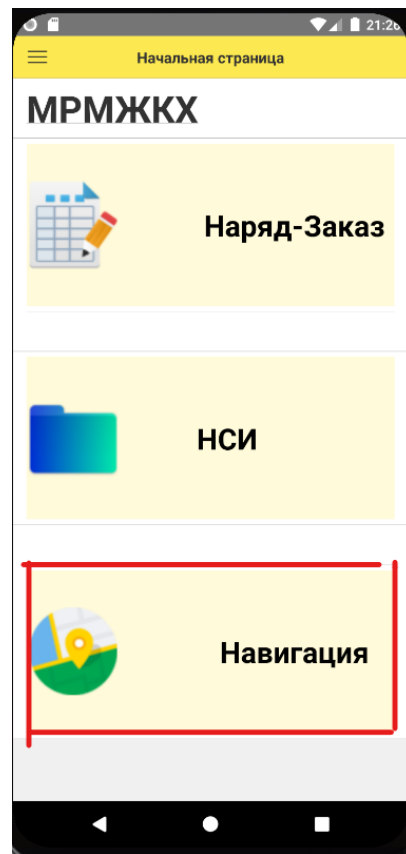 21:26
Начальная страница
МРМЖКХ
Наряд-Заказ
НСИ
Навигация